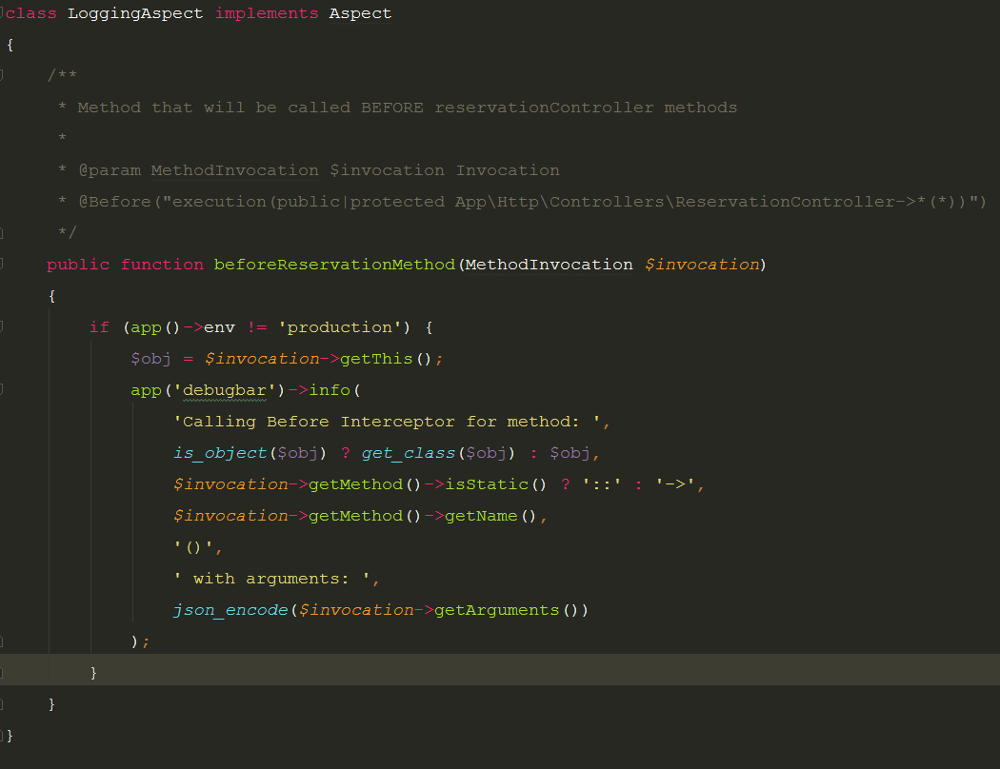 class LoggingAspect implements Aspect
{
/**
* Method that will be called BEFORE reservationController methods
*
* @param MethodInvocation $invocation Invocation
* @Before("execution(public|protected App\Http\Controllers\ReservationController->*(*))")
*/
public function beforeReservationMethod(MethodInvocation $invocation)
{
if (app()->env != 'production') {
$obj = $invocation->getThis();
app('debugbar')->info(
'Calling Before Interceptor for method: ',
is_object($obj) ? get_class($obj) : $obj,
$invocation->getMethod()->isStatic() ? '::' : '->',
$invocation->getMethod()->getName(),
'()',
' with arguments: ',
json_encode($invocation->getArguments())
);
}
}
}